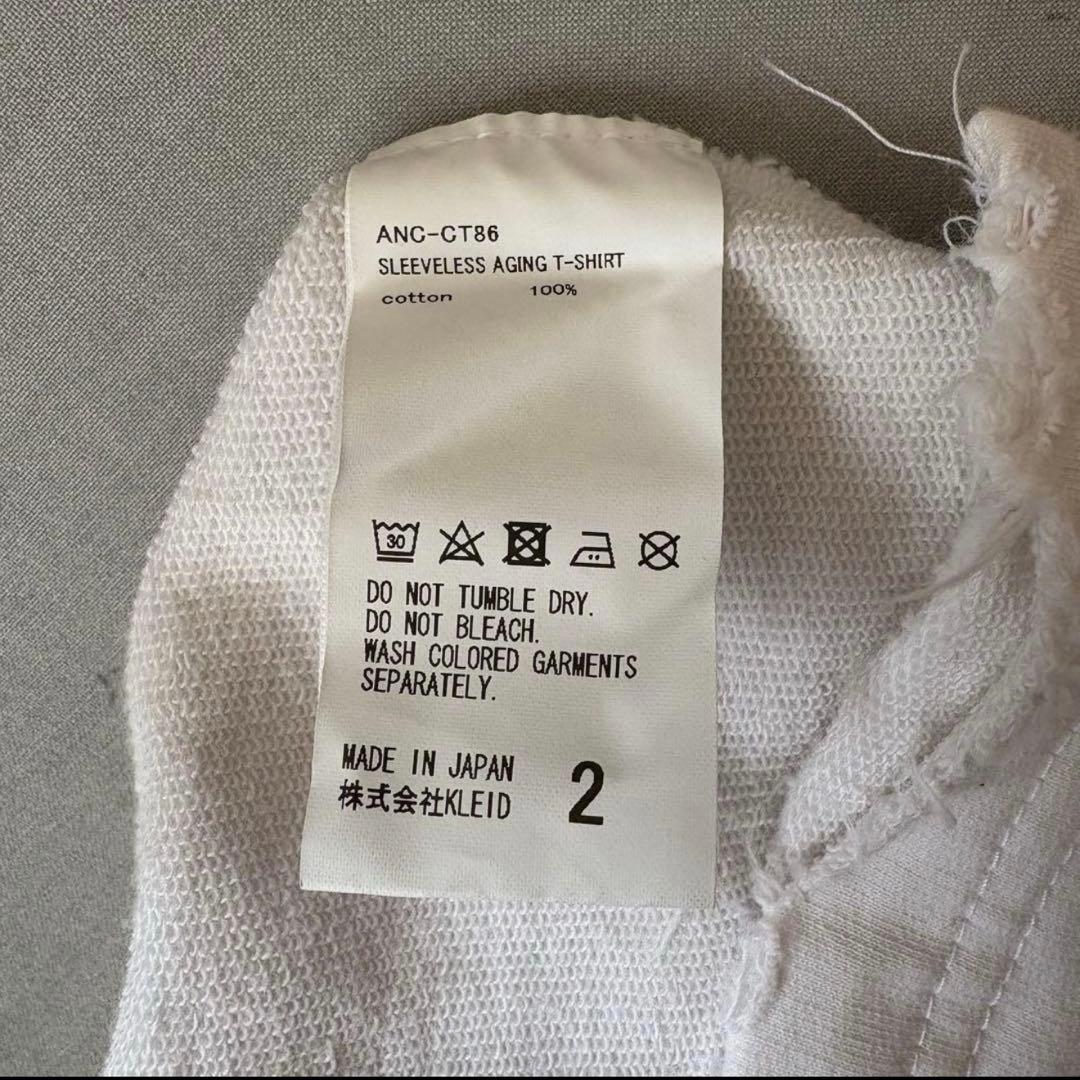 ANC-CT86
SLEEVELESS AGING T-SHIRT
cotton 100%
30
DO NOT TUMBLE DRY.
DO NOT BLEACH.
WASH COLORED GARMENTS
SEPARATELY.
MADE IN JAPAN
株式会社KLEID
2